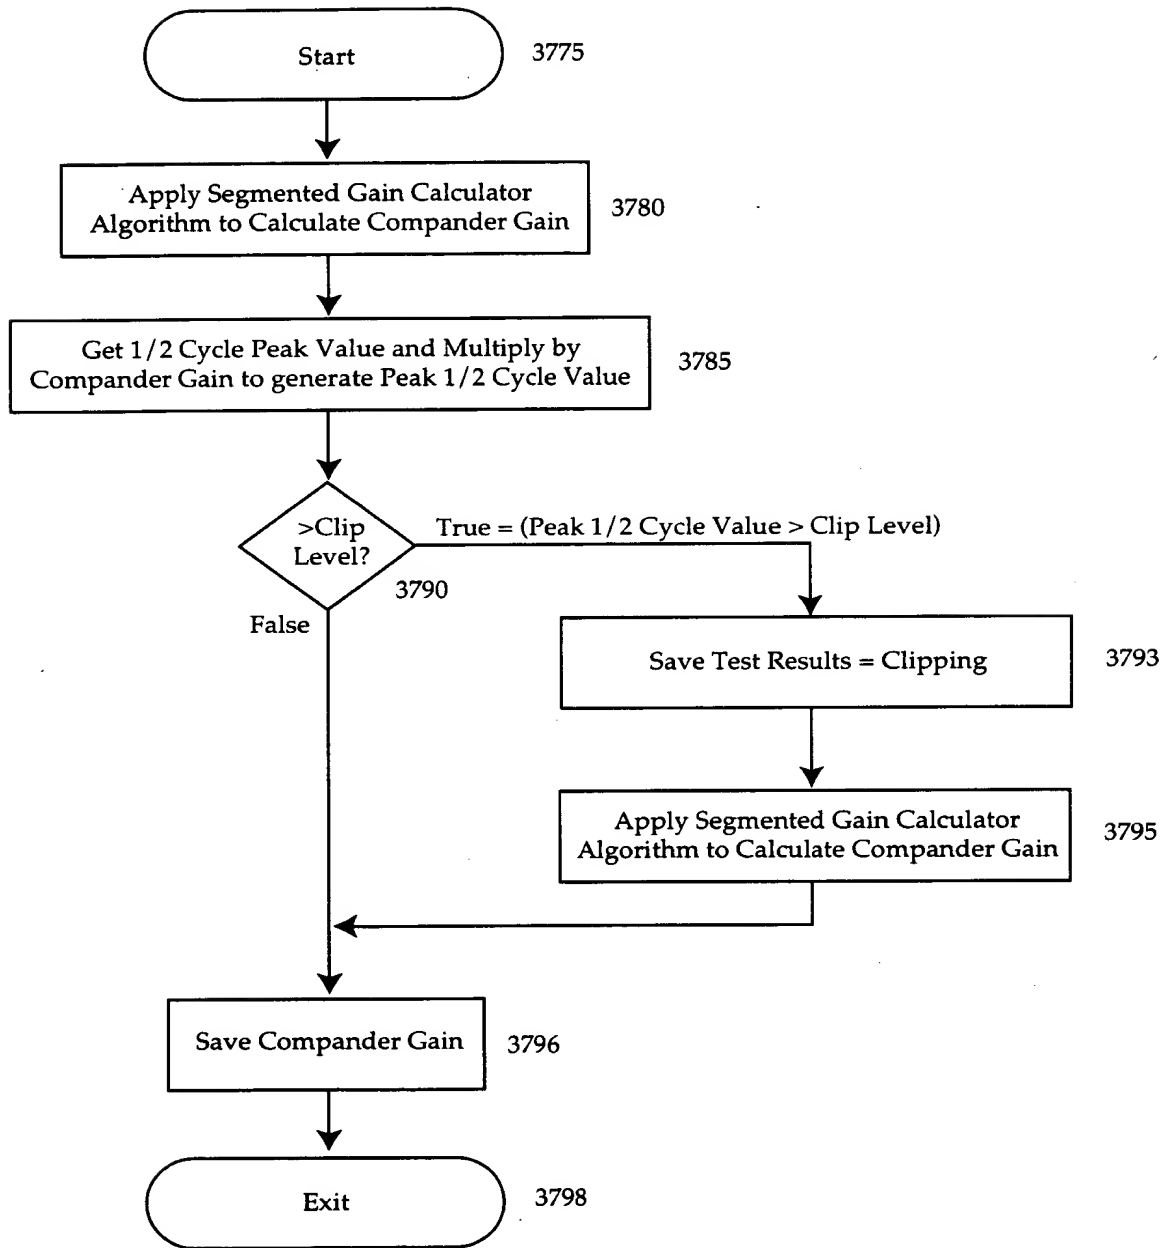 Start
3775
Apply Segmented Gain Calculator
Algorithm to Calculate Compander Gain
3780
Get 1/2 Cycle Peak Value and Multiply by
Compander Gain to generate Peak 1/2 Cycle Value
3785
>Clip
Level?
True = (Peak 1/2 Cycle Value > Clip Level)
3790
False
Save Test Results = Clipping
3793
Apply Segmented Gain Calculator
Algorithm to Calculate Compander Gain
3795
Save Compander Gain
3796
Exit
3798